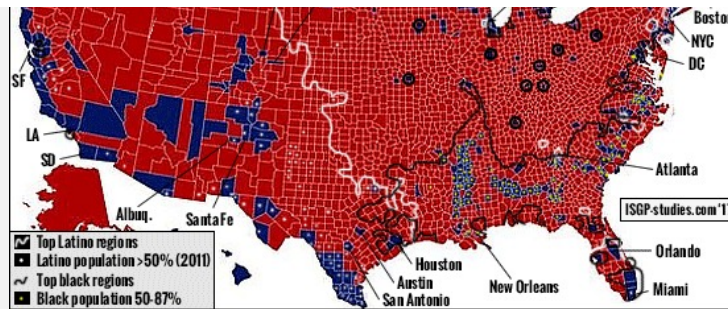 Boston
NYC
DC
SF
LA
SD
Atlanta
Albuq.
Santa Fe
ISGP-studies.com'1
Top Latino regions
Latino population >50% (2011)
Top black regions
Black population 50-87%
Houston
Austin
San Antonio
New Orleans
Orlando
Miami